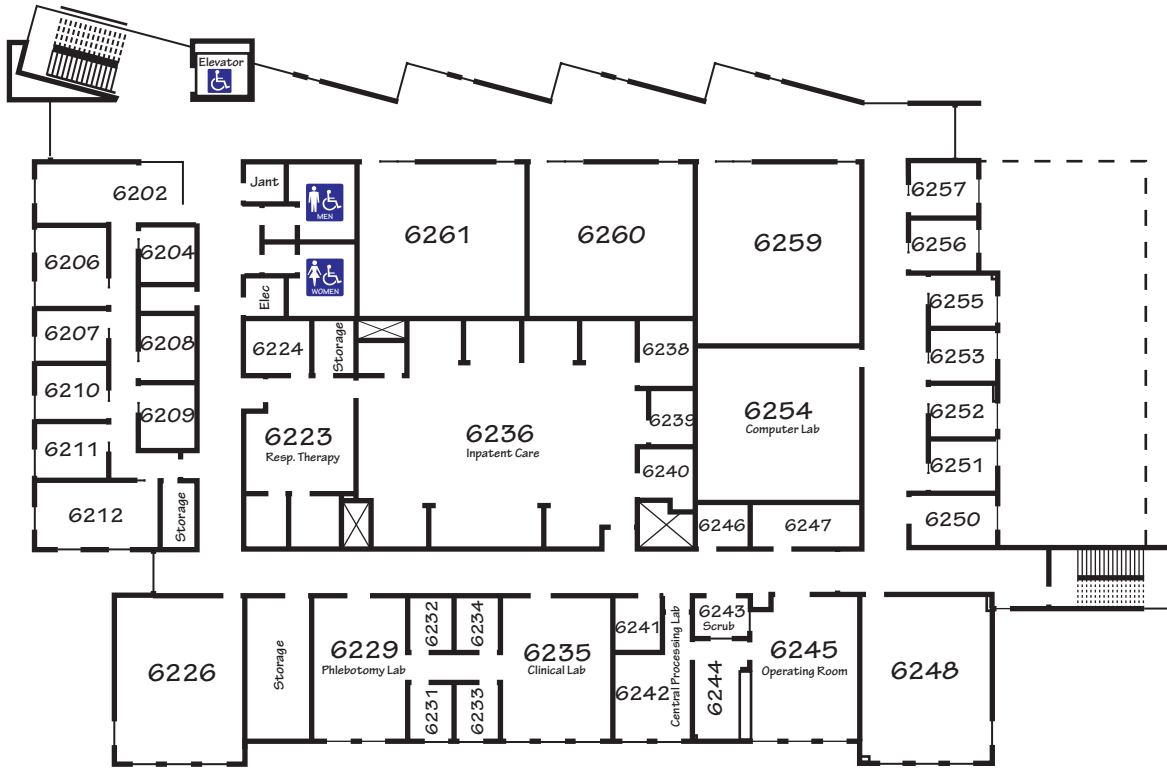 Elevator
Jant
MEN
WOMEN
Elec
6202
6204
6206
6207
6208
6210
6209
6211
6212
Storage
6261
6260
6259
6257
6256
6255
6253
6252
6251
6250
6224
Storage
6238
6239
6240
6223
Resp. Therapy
6236
Inpatent Care
6254
Computer Lab
6246
6247
6226
Storage
6229
Phlebotomy Lab
6232
6234
6231
6233
6235
Clinical Lab
6241
6242
Central Processing Lab
6243
Scrub
6244
6245
Operating Room
6248